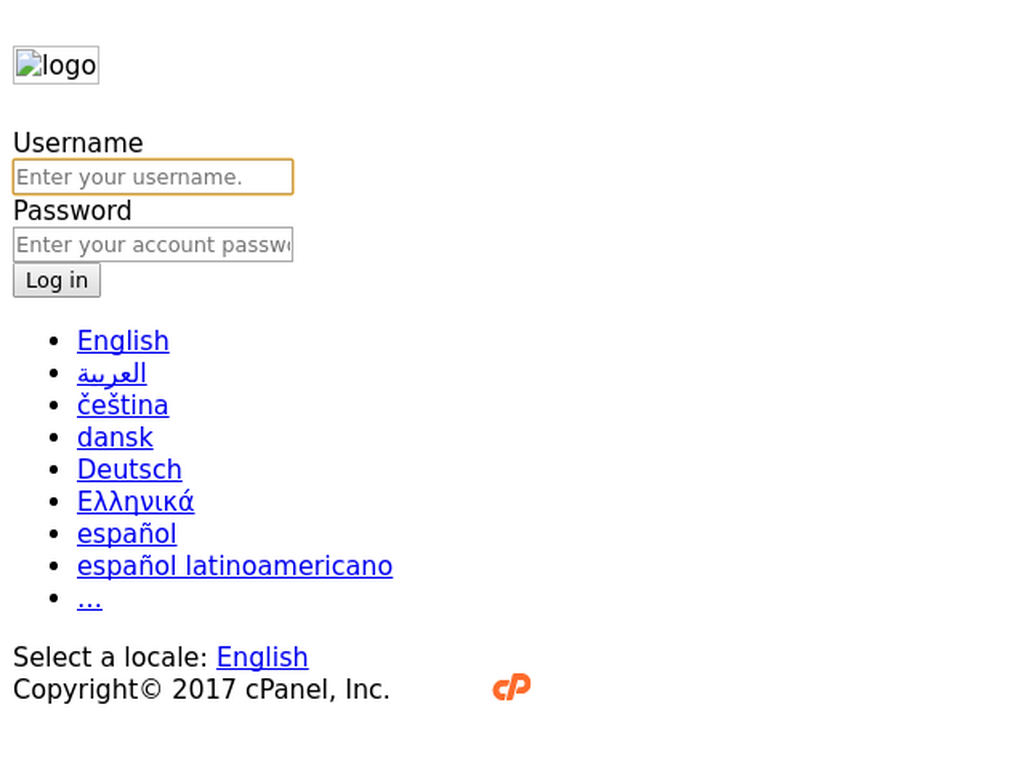 logo
Username
Enter your username.
Password
Enter your account passw
Log in
English
العربية
čeština
dansk
Deutsch
Ελληνικά
español
español latinoamericano
...
Select a locale: English
Copyright© 2017 cPanel, Inc. cP